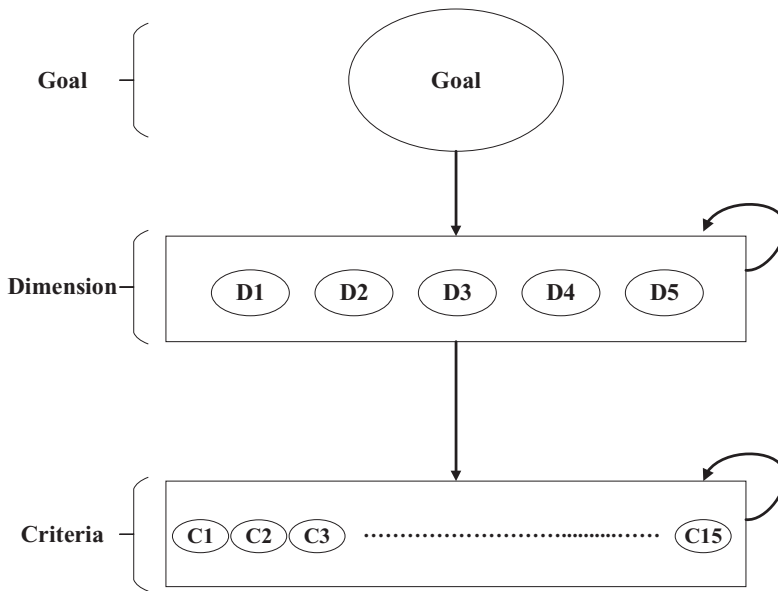 Goal
Goal
Dimension
D1 D2 D3 D4 D5
Criteria
C1 C2 C3 ........................................ C15